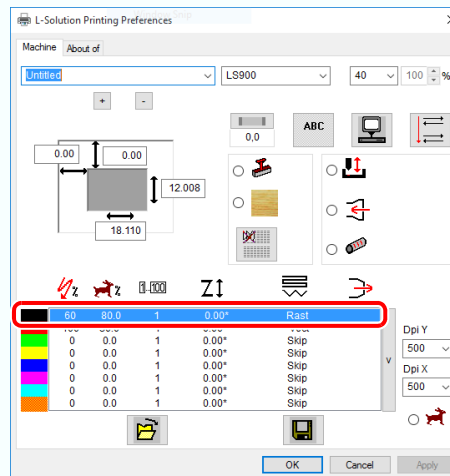 L-Solution Printing Preferences
Machine About of
Untitled LS900 40 100 %
+ -
0,0 ABC
0.00 0.00
12.008
18.110
% % 1..100 Z
60 80.0 1 0.00* Rast
0 0.0 1 0.00* Skip
0 0.0 1 0.00* Skip
0 0.0 1 0.00* Skip
0 0.0 1 0.00* Skip
0 0.0 1 0.00* Skip
0 0.0 1 0.00* Skip
Dpi Y
500
Dpi X
500
OK Cancel Apply